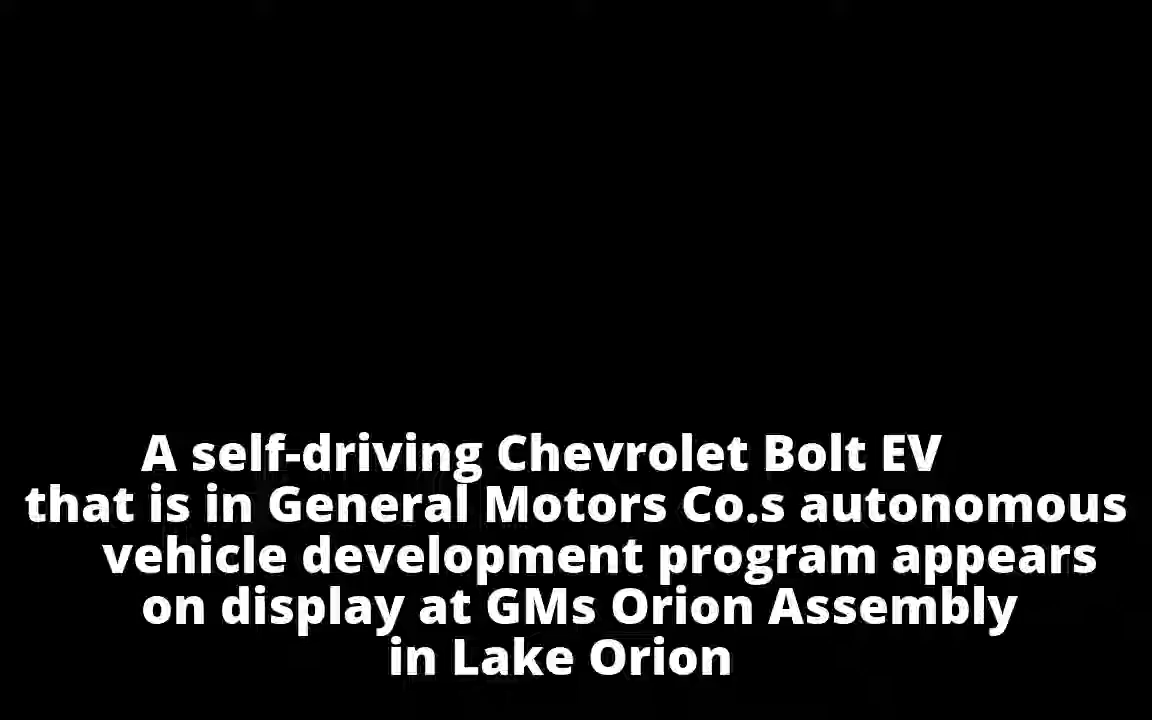 A self-driving Chevrolet Bolt EV
that is in General Motors Co.s autonomous
vehicle development program appears
on display at GMs Orion Assembly
in Lake Orion